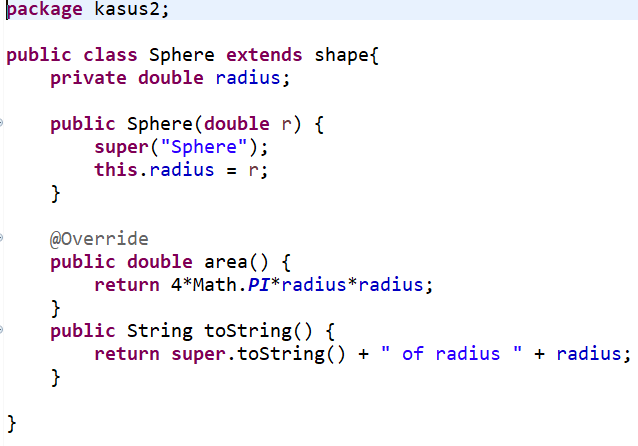 package kasus2;
public class Sphere extends shape{
private double radius;
public Sphere(double r) {
super("Sphere");
this.radius = r;
}
@Override
public double area() {
return 4*Math.PI*radius*radius;
}
public String toString() {
return super.toString() + " of radius " + radius;
}
}